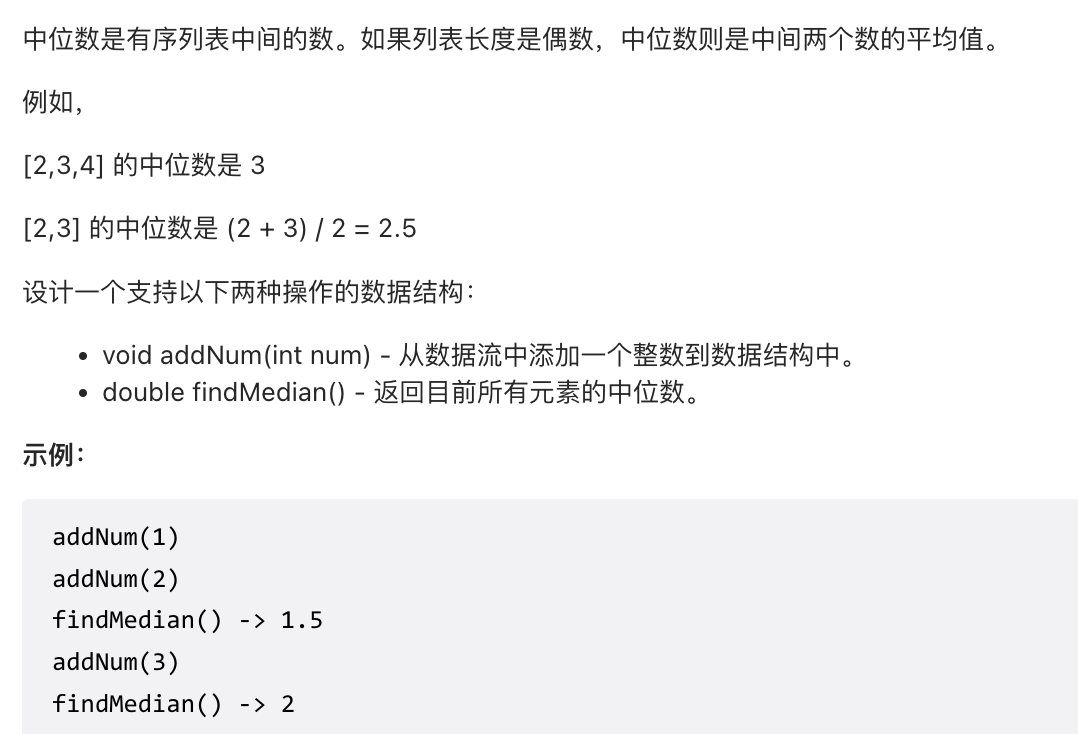 中位数是有序列表中间的数。如果列表长度是偶数，中位数则是中间两个数的平均值。
例如，
[2,3,4] 的中位数是 3
[2,3] 的中位数是 (2 + 3) / 2 = 2.5
设计一个支持以下两种操作的数据结构：
• void addNum(int num) - 从数据流中添加一个整数到数据结构中。
• double findMedian() - 返回目前所有元素的中位数。
示例：
addNum(1)
addNum(2)
findMedian() -> 1.5
addNum(3)
findMedian() -> 2